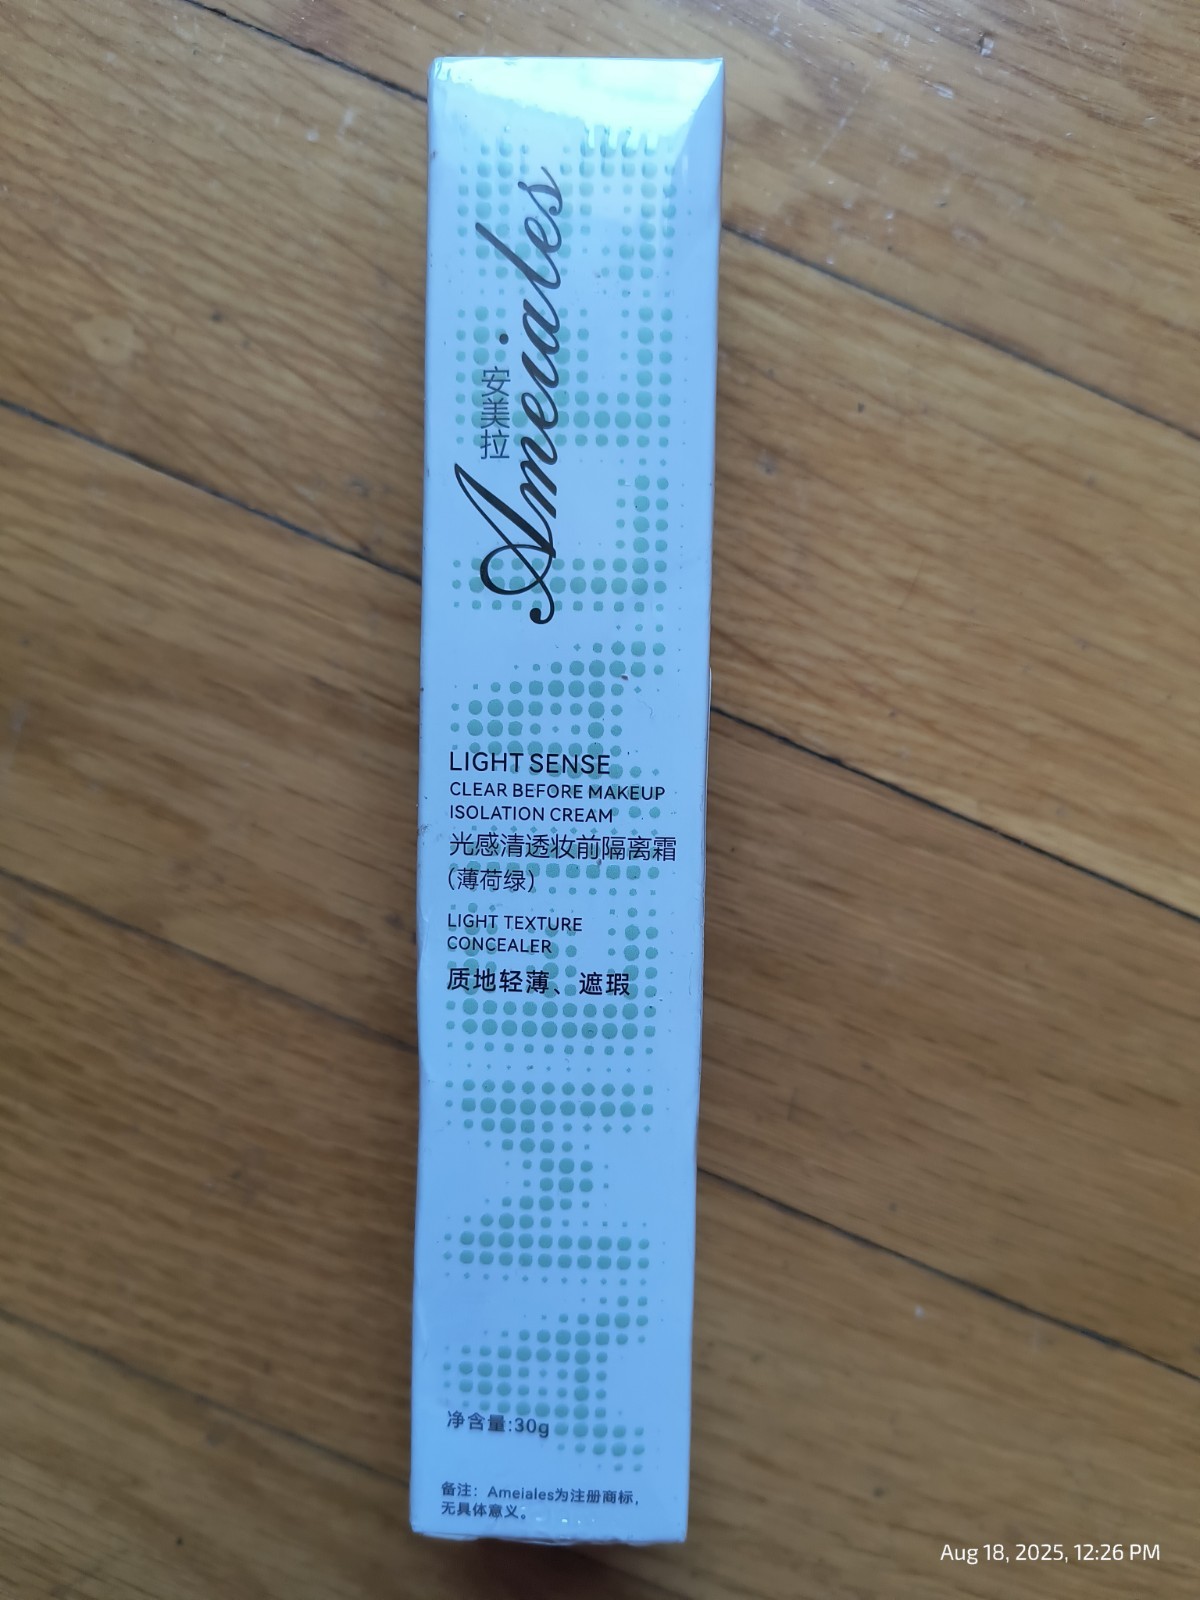 Ameiales
安美拉
LIGHT SENSE
CLEAR BEFORE MAKEUP
ISOLATION CREAM
光感清透妆前隔离霜
(薄荷绿)
LIGHT TEXTURE
CONCEALER
质地轻薄、遮瑕
净含量:30g
备注：Ameiales为注册商标，
无具体意义。
Aug 18, 2025, 12:26 PM